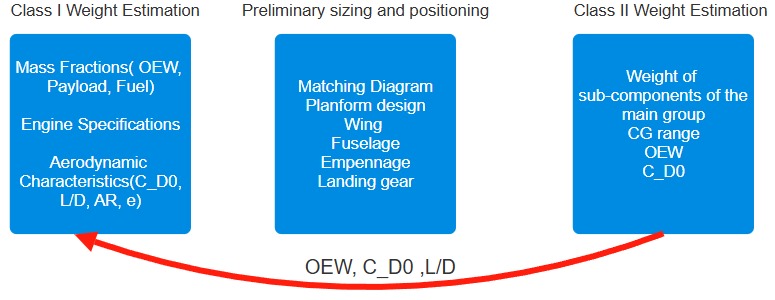 Class I Weight Estimation
Mass Fractions( OEW,
Payload, Fuel)
Engine Specifications
Aerodynamic
Characteristics(C_D0,
L/D, AR, e)
Preliminary sizing and positioning
Matching Diagram
Planform design
Wing
Fuselage
Empennage
Landing gear
Class II Weight Estimation
Weight of
sub-components of the
main group
CG range
OEW
C_D0
OEW, C_D0 ,L/D